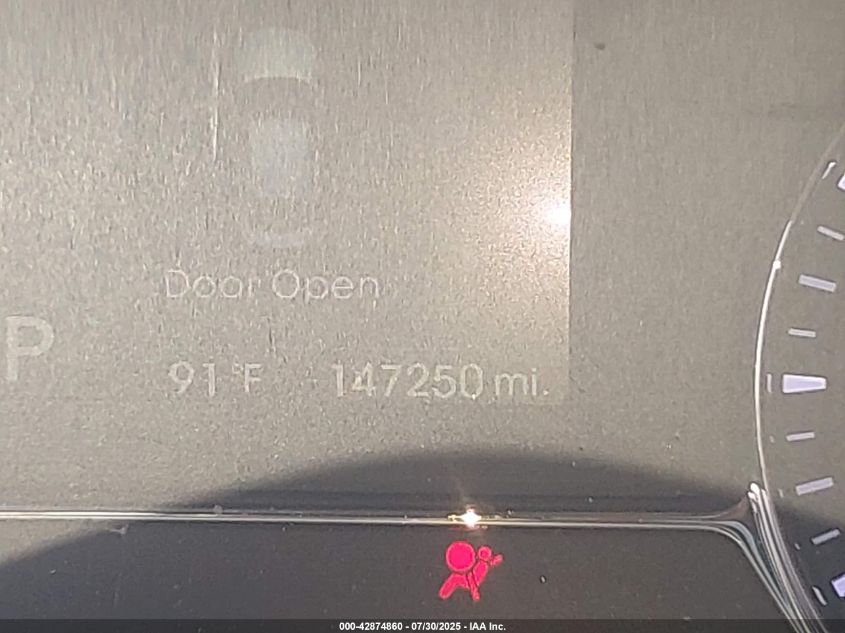 Door Open
P
91°F 147250 mi.
000-42874860 - 07/30/2025 - IAA Inc.